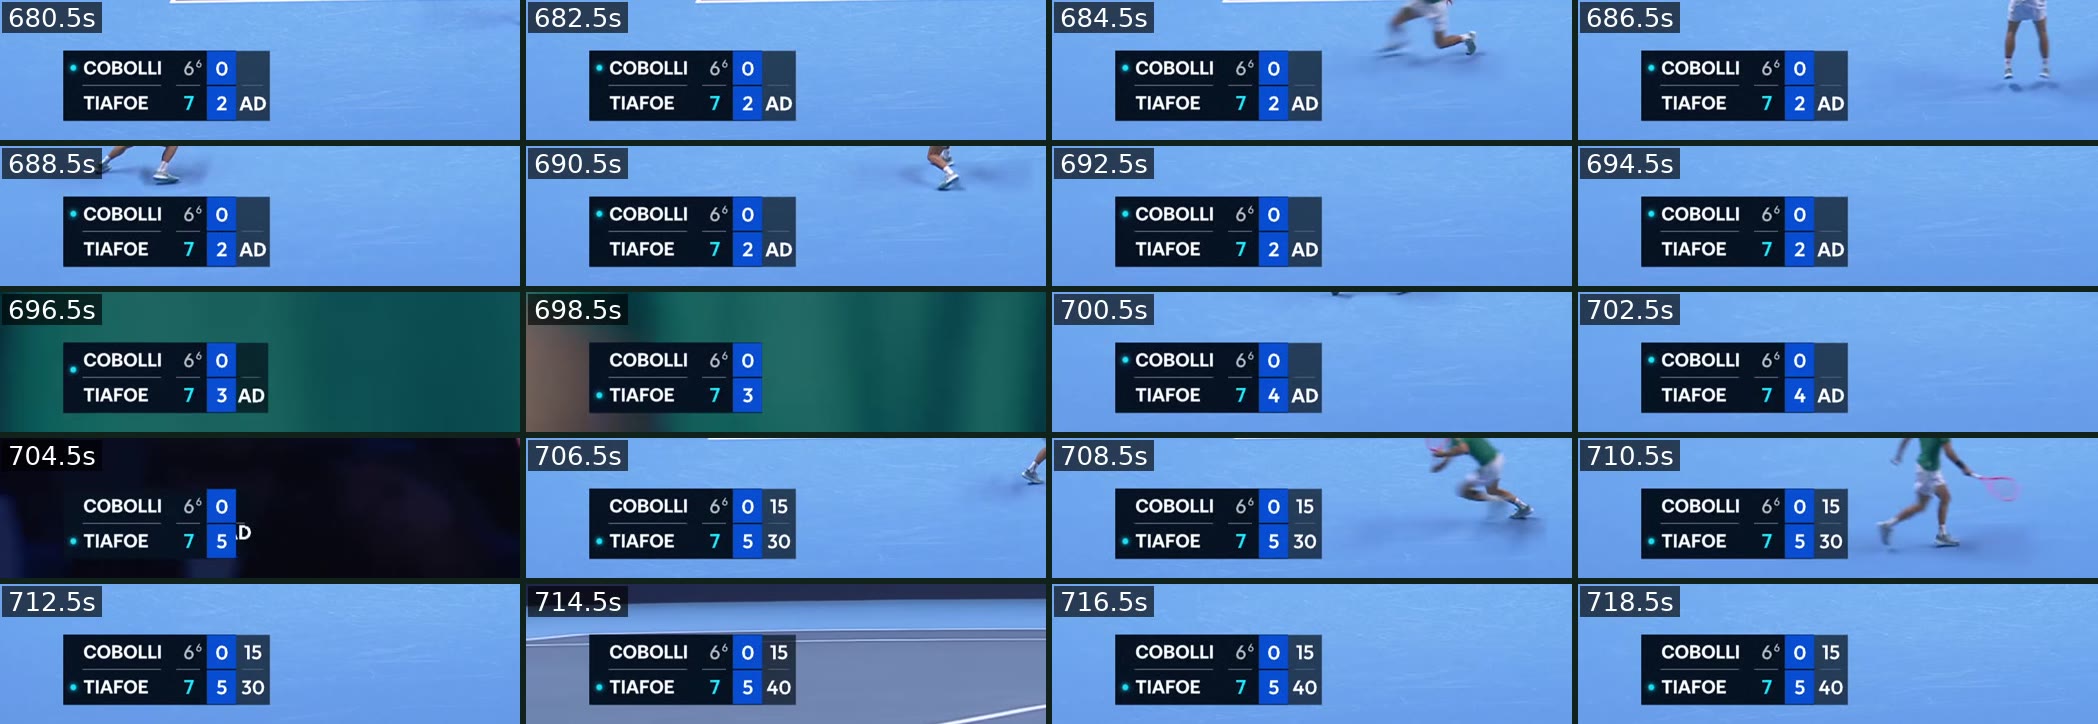 680.5s
COBOLLI 6⁶ 0
TIAFOE 7 2 AD
682.5s
COBOLLI 6⁶ 0
TIAFOE 7 2 AD
684.5s
COBOLLI 6⁶ 0
TIAFOE 7 2 AD
686.5s
COBOLLI 6⁶ 0
TIAFOE 7 2 AD
688.5s
COBOLLI 6⁶ 0
TIAFOE 7 2 AD
690.5s
COBOLLI 6⁶ 0
TIAFOE 7 2 AD
692.5s
COBOLLI 6⁶ 0
TIAFOE 7 2 AD
694.5s
COBOLLI 6⁶ 0
TIAFOE 7 2 AD
696.5s
COBOLLI 6⁶ 0
TIAFOE 7 3 AD
698.5s
COBOLLI 6⁶ 0
TIAFOE 7 3
700.5s
COBOLLI 6⁶ 0
TIAFOE 7 4 AD
702.5s
COBOLLI 6⁶ 0
TIAFOE 7 4 AD
704.5s
COBOLLI 6⁶ 0
TIAFOE 7 5 D
706.5s
COBOLLI 6⁶ 0 15
TIAFOE 7 5 30
708.5s
COBOLLI 6⁶ 0 15
TIAFOE 7 5 30
710.5s
COBOLLI 6⁶ 0 15
TIAFOE 7 5 30
712.5s
COBOLLI 6⁶ 0 15
TIAFOE 7 5 30
714.5s
COBOLLI 6⁶ 0 15
TIAFOE 7 5 40
716.5s
COBOLLI 6⁶ 0 15
TIAFOE 7 5 40
718.5s
COBOLLI 6⁶ 0 15
TIAFOE 7 5 40